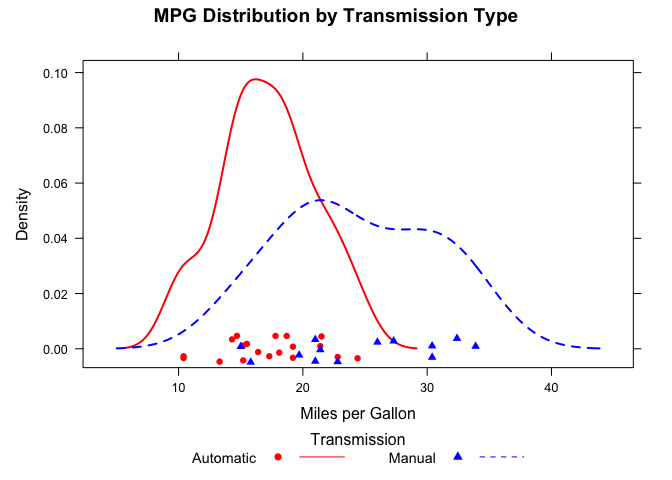 MPG Distribution by Transmission Type
0.10
0.08
0.06
0.04
0.02
0.00
Density
10 20 30 40
Miles per Gallon
Transmission
Automatic Manual